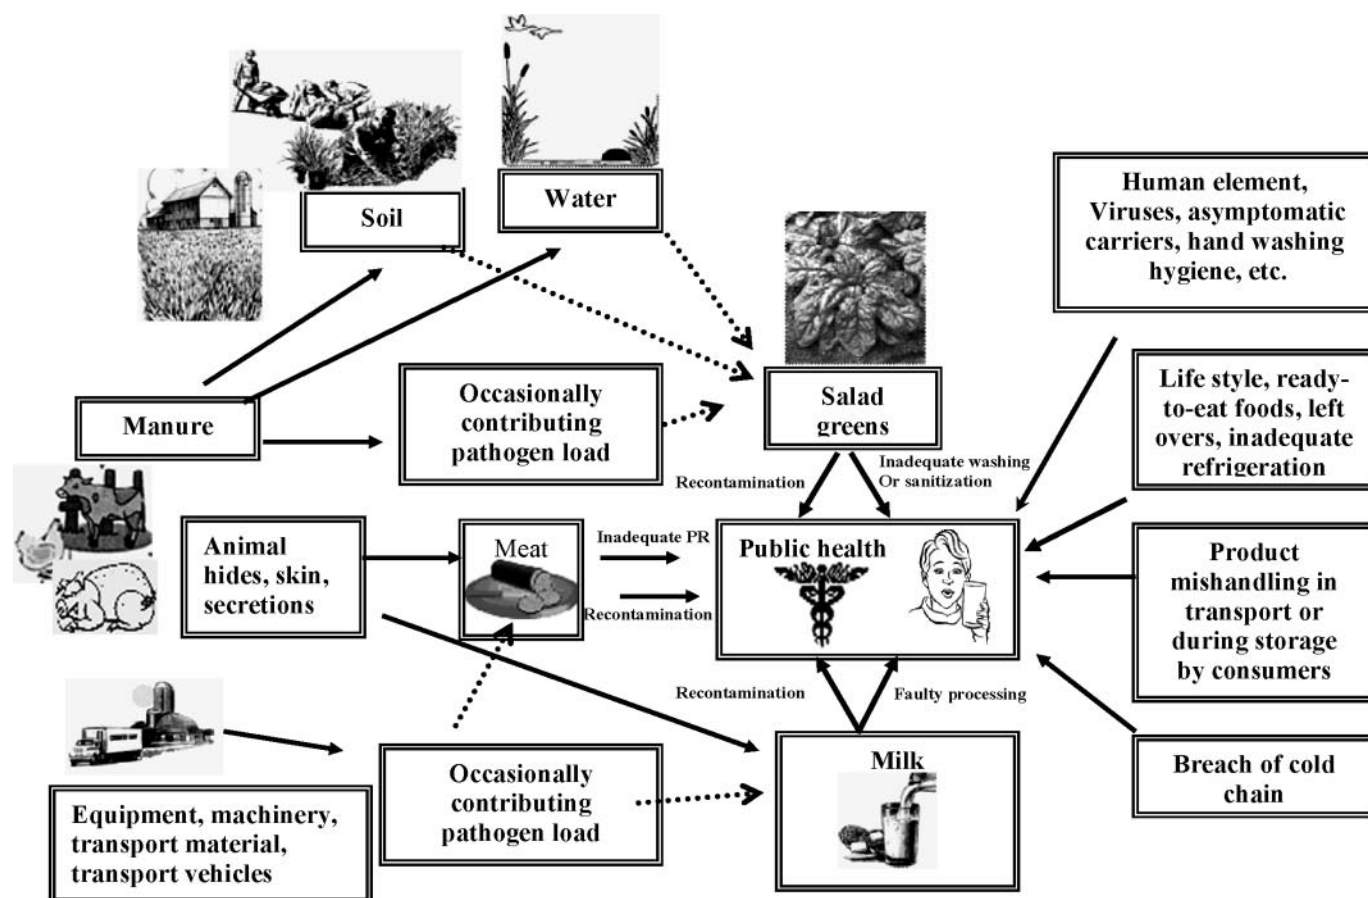 Water
Soil
Human element,
Viruses, asymptomatic
carriers, hand washing
hygiene, etc.
Manure
Occasionally
contributing
pathogen load
Salad
greens
Life style, ready-
to-eat foods, left
overs, inadequate
refrigeration
Recontamination
Inadequate washing
Or sanitization
Animal
hides, skin,
secretions
Meat
Inadequate PR
Recontamination
Public health
Product
mishandling in
transport or
during storage
by consumers
Recontamination
Faulty processing
Equipment, machinery,
transport material,
transport vehicles
Occasionally
contributing
pathogen load
Milk
Breach of cold
chain